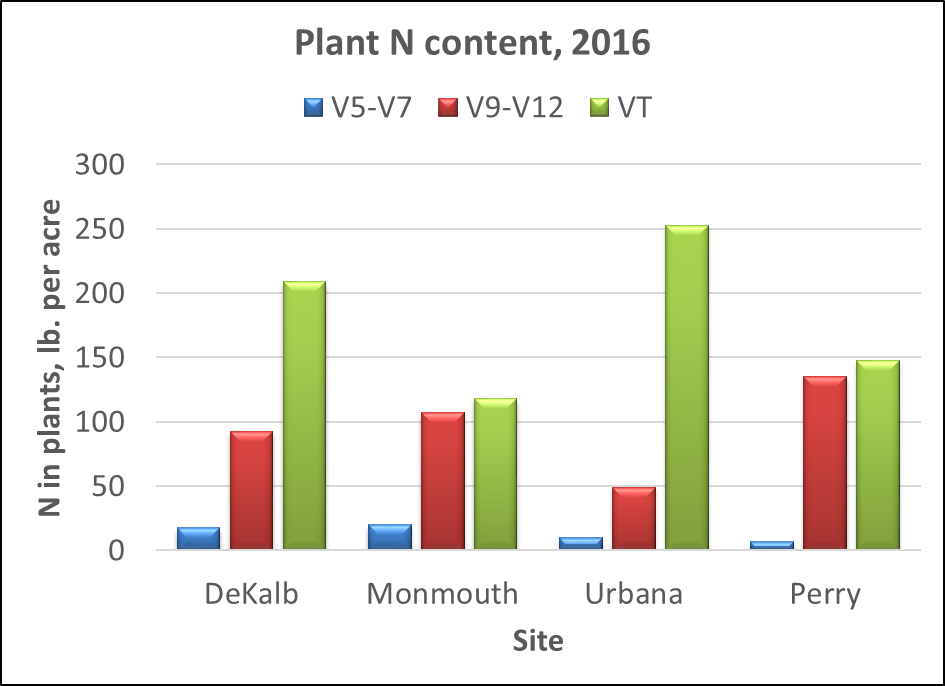 Plant N content, 2016
V5-V7 V9-V12 VT
N in plants, lb. per acre
300
250
200
150
100
50
0
DeKalb Monmouth Urbana Perry
Site